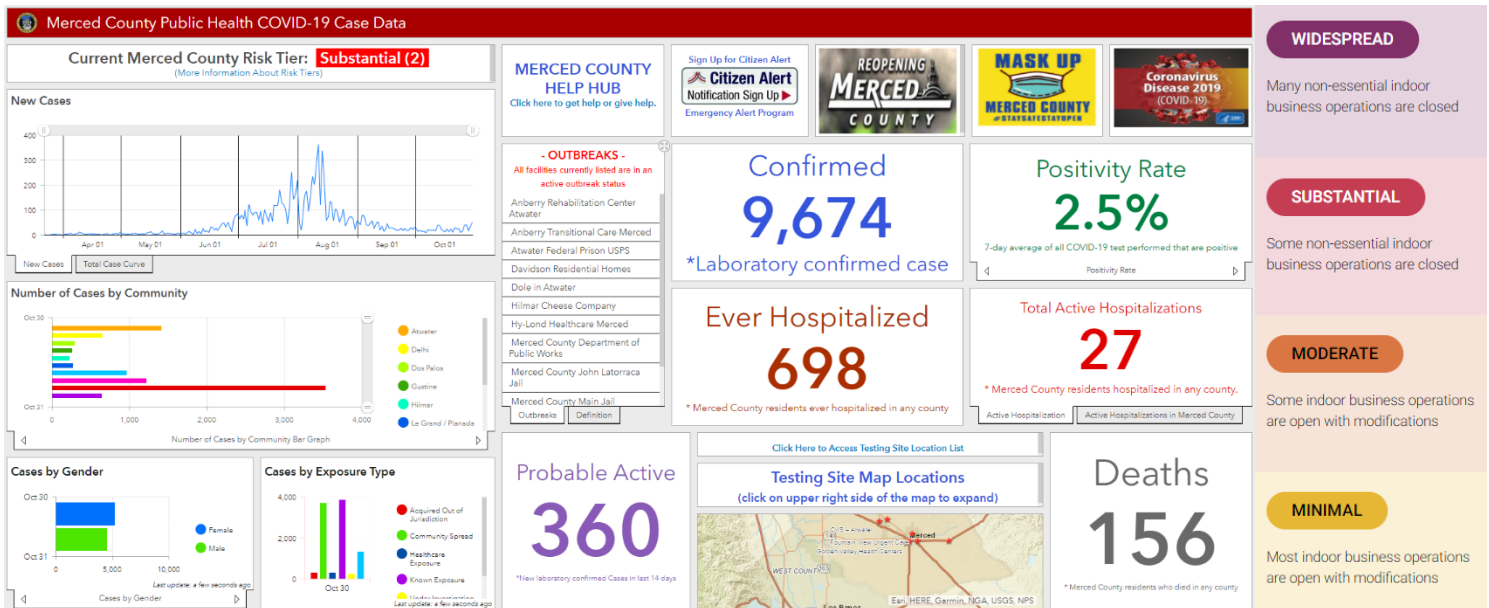 Merced County Public Health COVID-19 Case Data
Current Merced County Risk Tier: Substantial (2)
(More Information About Risk Tiers)
New Cases
400
300
200
100
0
Apr 01
May 01
Jun 01
Jul 01
Aug 01
Sep 01
Oct 01
New Cases
Total Case Curve
Number of Cases by Community
Oct 30
Oct 31
0
1,000
2,000
3,000
4,000
Atwater
Delhi
Dos Palos
Gustine
Hilmar
Le Grand / Planada
Number of Cases by Community Bar Graph
Cases by Gender
Oct 30
Oct 31
0
5,000
10,000
Female
Male
Last update: a few seconds ago
Cases by Gender
Cases by Exposure Type
4,000
2,000
0
Oct 30
Acquired Out of
Jurisdiction
Community Spread
Healthcare
Exposure
Known Exposure
Under Investigation
Last update: a few seconds ago
MERCED COUNTY
HELP HUB
Click here to get help or give help.
Sign Up for Citizen Alert
Citizen Alert
Notification Sign Up
Emergency Alert Program
REOPENING
MERCED
COUNTY
MASK UP
MERCED COUNTY
#STAYSAFESTAYOPEN
Coronavirus
Disease 2019
(COVID-19)
CDC
- OUTBREAKS -
All facilities currently listed are in an
active outbreak status
Anberry Rehabilitation Center
Atwater
Anberry Transitional Care Merced
Atwater Federal Prison USPS
Davidson Residential Homes
Dole in Atwater
Hilmar Cheese Company
Hy-Lond Healthcare Merced
Merced County Department of
Public Works
Merced County John Latorraca
Jail
Merced County Main Jail
Outbreaks
Definition
Confirmed
9,674
*Laboratory confirmed case
Positivity Rate
2.5%
7-day average of all COVID-19 test performed that are positive
Positivity Rate
Ever Hospitalized
698
* Merced County residents ever hospitalized in any county
Total Active Hospitalizations
27
* Merced County residents hospitalized in any county.
Active Hospitalization
Active Hospitalizations in Merced County
Probable Active
360
*New laboratory confirmed Cases in last 14 days
Click Here to Access Testing Site Location List
Testing Site Map Locations
(click on upper right side of the map to expand)
CVS - Atwater
140
Merced
Fountain View Urgent Care
Golden Valley Health Centers
WEST COUNTY
Los Banos
Esri, HERE, Garmin, NGA, USGS, NPS
Deaths
156
* Merced County residents who died in any county
WIDESPREAD
Many non-essential indoor
business operations are closed
SUBSTANTIAL
Some non-essential indoor
business operations are closed
MODERATE
Some indoor business operations
are open with modifications
MINIMAL
Most indoor business operations
are open with modifications